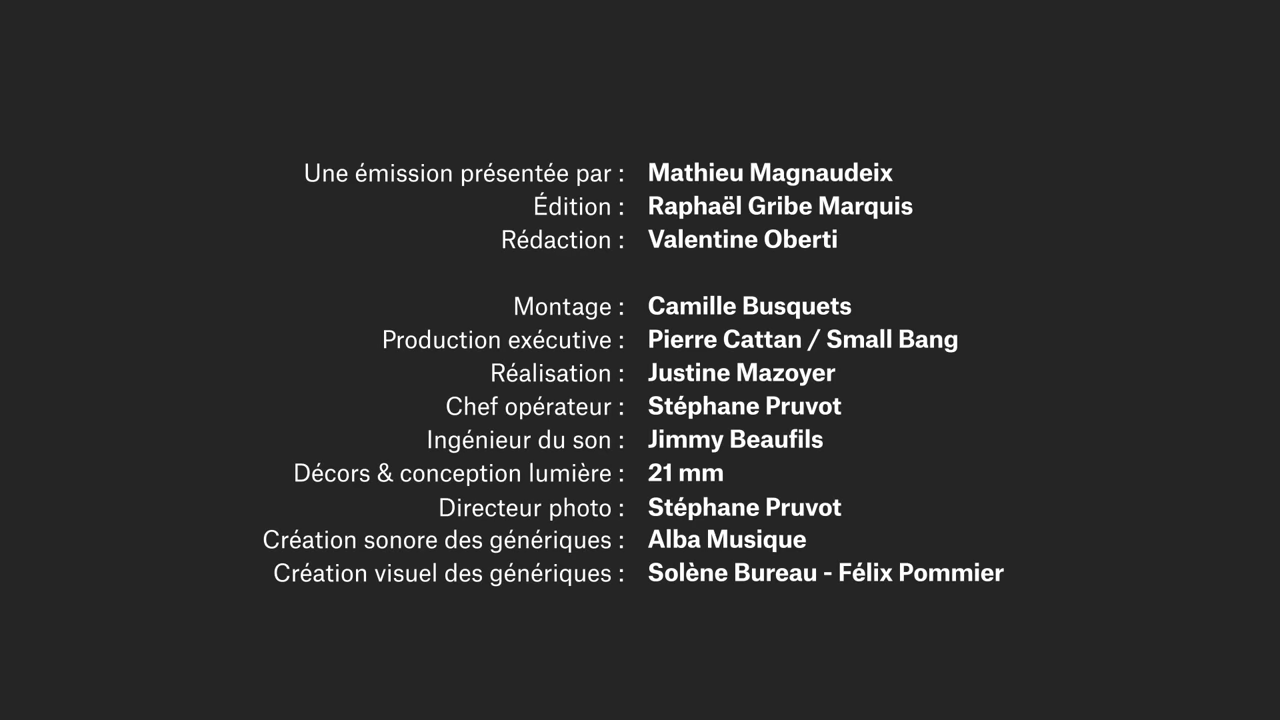 Une émission présentée par : Mathieu Magnaudeix
Édition : Raphaël Gribe Marquis
Rédaction : Valentine Oberti
Montage : Camille Busquets
Production exécutive : Pierre Cattan / Small Bang
Réalisation : Justine Mazoyer
Chef opérateur : Stéphane Pruvot
Ingénieur du son : Jimmy Beaufils
Décors & conception lumière : 21 mm
Directeur photo : Stéphane Pruvot
Création sonore des génériques : Alba Musique
Création visuel des génériques : Solène Bureau - Félix Pommier